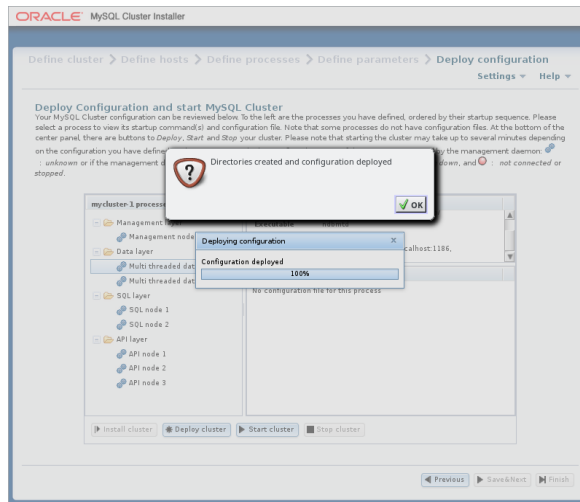 ORACLE MySQL Cluster Installer
Define cluster Define hosts Define processes Define parameters Deploy configuration
Settings Help
Deploy Configuration and start MySQL Cluster
Your MySQL Cluster configuration can be reviewed below. To the left are the processes you have defined, ordered by their startup sequence. Please
select a process to view its startup command(s) and configuration file. Note that some processes do not have configuration files. At the bottom of the
center panel, there are buttons to Deploy, Start and Stop your cluster. Please note that starting the cluster may take up to several minutes depending
on the configuration you have define by the management daemon:
: unknown or if the management d down, and : not connected or
stopped.
Directories created and configuration deployed
OK
mycluster-1 processe
Management
Management node
Data layer
Multi threaded dat
Multi threaded dat
SQL layer
SQL node 1
SQL node 2
API layer
API node 1
API node 2
API node 3
Executable
calhost:1186,
Deploying configuration X
Configuration deployed
100%
No configuration file for this process
Install cluster Deploy cluster Start cluster Stop cluster
Previous Save&Next Finish